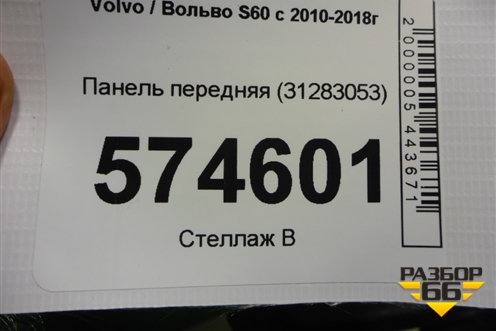 Volvo / Вольво S60 с 2010-2018г
Панель передняя (31283053)
574601
Стеллаж В
2000005443671
РАЗБОР
66